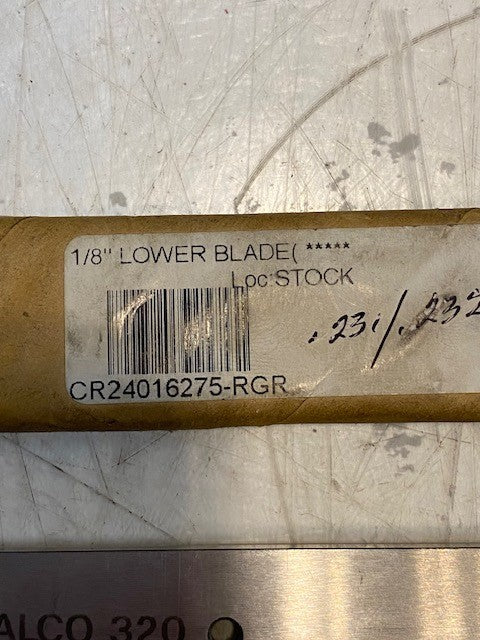 1/8" LOWER BLADE( *****
Loc:STOCK
.231/.232
CR24016275-RGR
ALCO 320